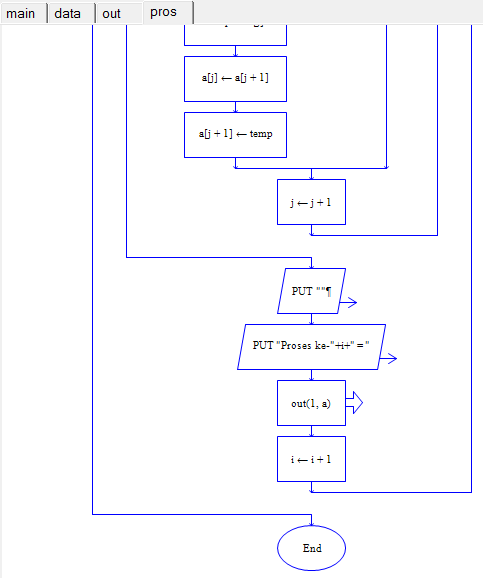 main data out pros
a[j] ← a[j + 1]
a[j + 1] ← temp
j ← j + 1
PUT ""¶
PUT "Proses ke-"+i+" = "
out(1, a)
i ← i + 1
End